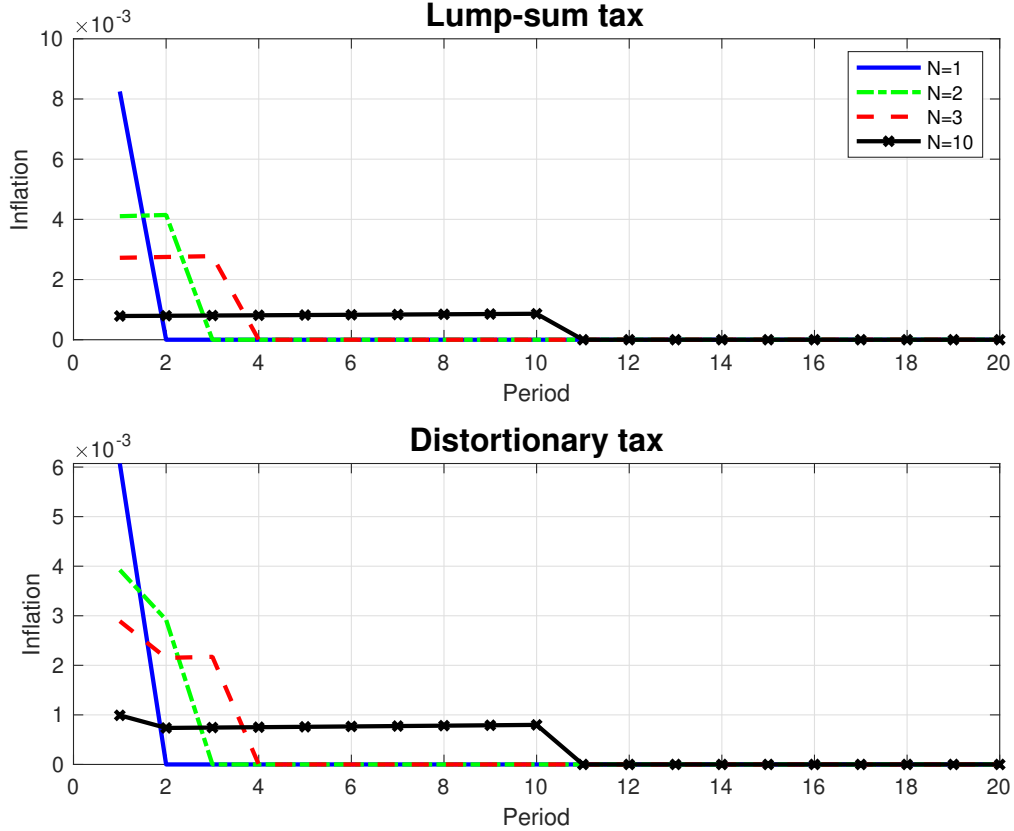 Lump-sum tax
×10^-3
10
8
6
4
2
0
Inflation
N=1
N=2
N=3
N=10
0 2 4 6 8 10 12 14 16 18 20
Period
Distortionary tax
×10^-3
6
5
4
3
2
1
0
Inflation
0 2 4 6 8 10 12 14 16 18 20
Period